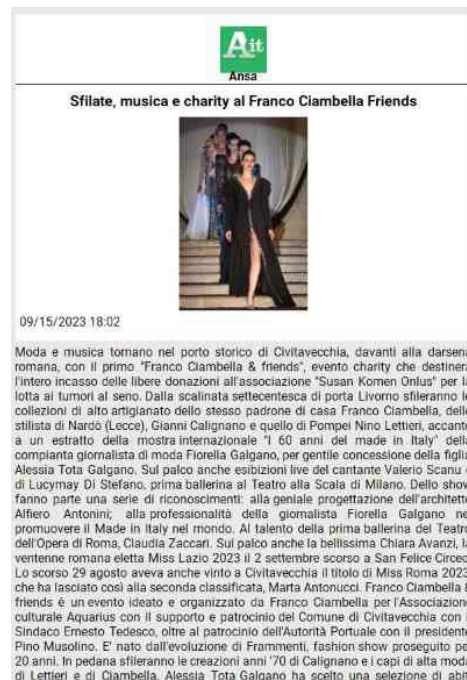 Ait
Ansa
Sfilate, musica e charity al Franco Ciambella Friends
09/15/2023 18:02
Moda e musica tornano nel porto storico di Civitavecchia, davanti alla darsena
romana, con il primo "Franco Ciambella & friends", evento charity che destinerà
l'intero incasso delle libere donazioni all'associazione "Susan Komen Onlus" per la
lotta ai tumori al seno. Dalla scalinata settecentesca di porta Livorno sfileranno le
collezioni di alto artigianato dello stesso padrone di casa Franco Ciambella, dello
stilista di Nardò (Lecce), Gianni Calignano e quello di Pompei Nino Lettieri, accanto
a un estratto della mostra internazionale "I 60 anni del made in Italy" della
compianta giornalista di moda Fiorella Galgano, per gentile concessione della figlia
Alessia Tota Galgano. Sul palco anche esibizioni live del cantante Valerio Scanu e
di Lucymay Di Stefano, prima ballerina al Teatro alla Scala di Milano. Dello show
fanno parte una serie di riconoscimenti: alla geniale progettazione dell'architetto
Alfiero Antonini; alla professionalità della giornalista Fiorella Galgano nel
promuovere il Made in Italy nel mondo. Al talento della prima ballerina del Teatro
dell'Opera di Roma, Claudia Zaccari. Sul palco anche la bellissima Chiara Avanzi, la
ventenne romana eletta Miss Lazio 2023 il 2 settembre scorso a San Felice Circeo.
Lo scorso 29 agosto aveva anche vinto a Civitavecchia il titolo di Miss Roma 2023,
che ha lasciato così alla seconda classificata, Marta Antonucci. Franco Ciambella &
friends è un evento ideato e organizzato da Franco Ciambella per l'Associazione
culturale Aquarius con il supporto e patrocinio del Comune di Civitavecchia con il
Sindaco Ernesto Tedesco, oltre al patrocinio dell'Autorità Portuale con il presidente
Pino Musolino. E' nato dall'evoluzione di Frammenti, fashion show proseguito per
20 anni. In pedana sfileranno le creazioni anni '70 di Calignano e i capi di alta moda
di Lettieri e di Ciambella. Alessia Tota Galgano ha scelto una selezione di abiti